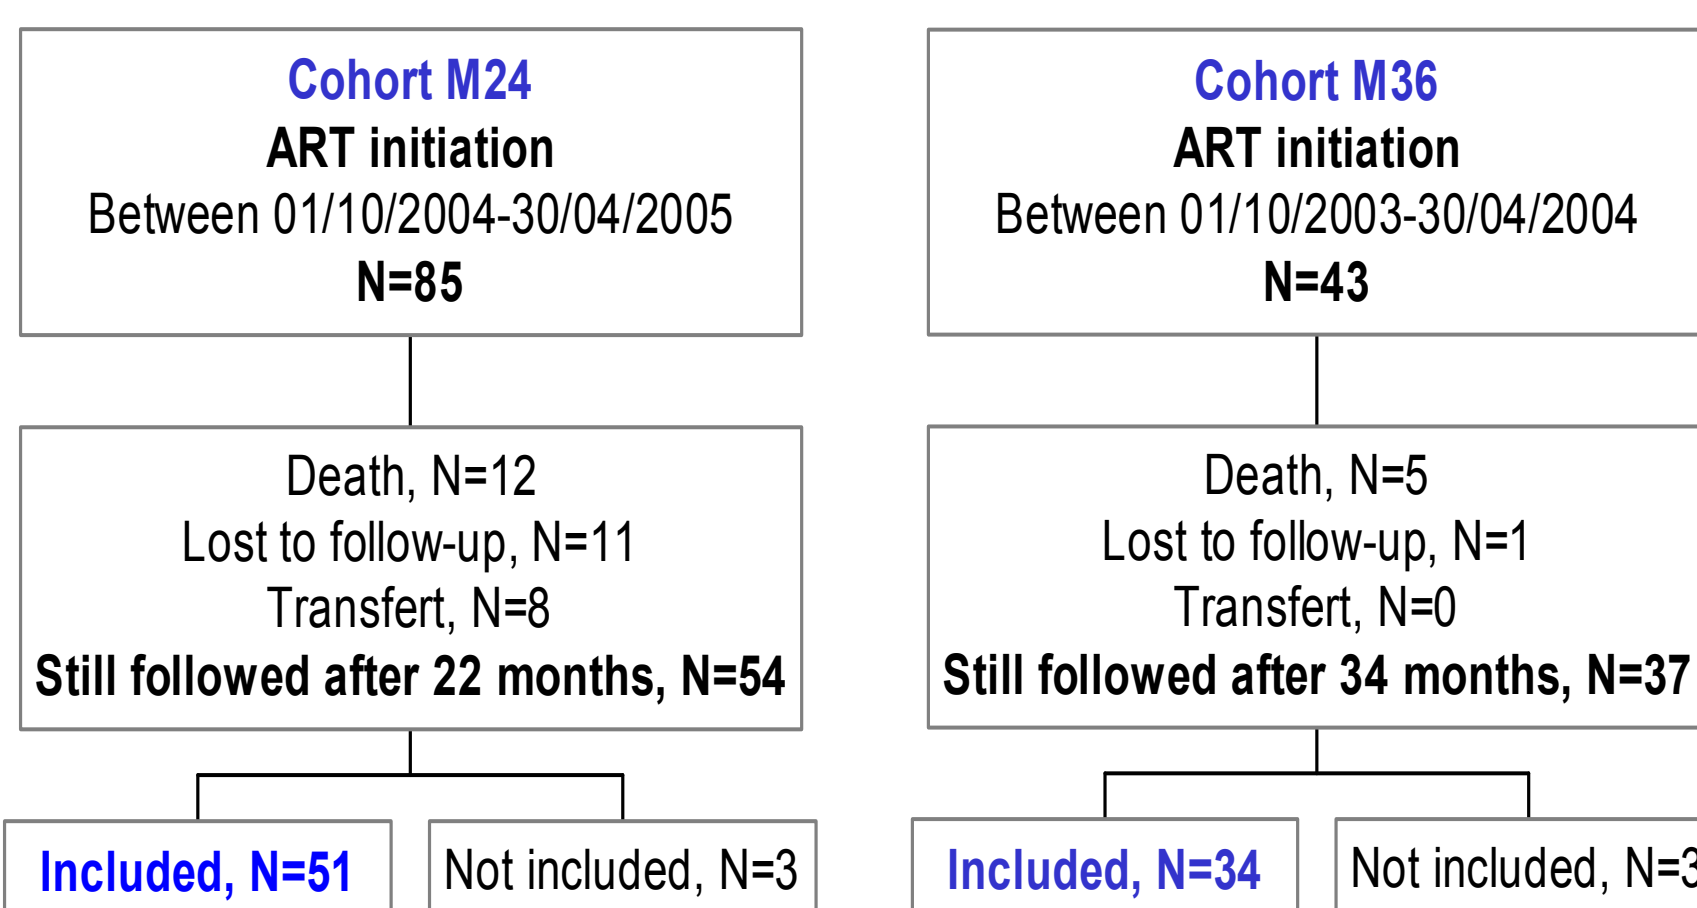 Cohort M24
ART initiation
Between 01/10/2004-30/04/2005
N=85
Death, N=12
Lost to follow-up, N=11
Transfert, N=8
Still followed after 22 months, N=54
Included, N=51
Not included, N=3
Cohort M36
ART initiation
Between 01/10/2003-30/04/2004
N=43
Death, N=5
Lost to follow-up, N=1
Transfert, N=0
Still followed after 34 months, N=37
Included, N=34
Not included, N=3